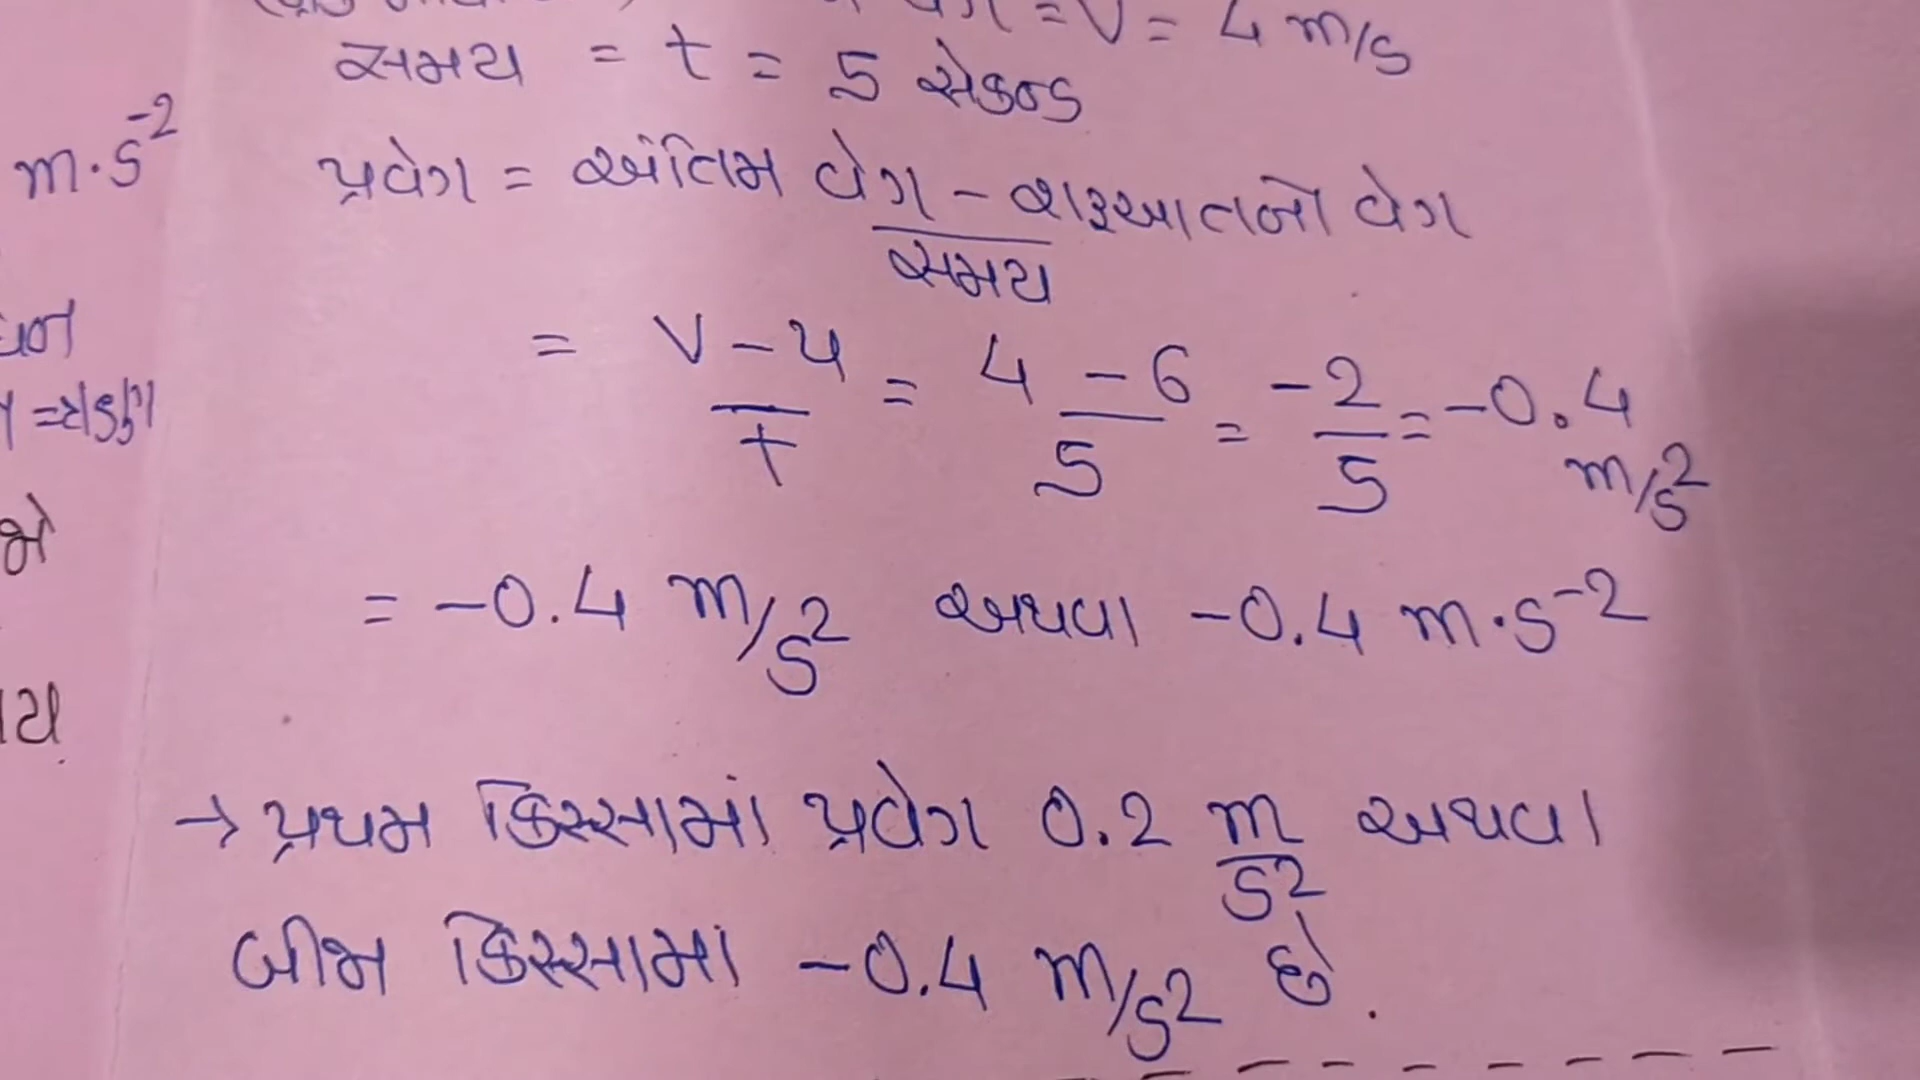 = V = 4 m/s
સમય = t = 5 સેકન્ડ
m.s-2
પ્રવેગ = અંતિમ વેગ - શરૂઆતનો વેગ
સમય
= v - u = 4 - 6 = -2 = -0.4
t 5 5 m/s2
= -0.4 m/s2 અથવા -0.4 m.s-2
→ પ્રથમ કિસ્સામાં પ્રવેગ 0.2 m અથવા
s2
બીજા કિસ્સામાં -0.4 m/s2 છે.